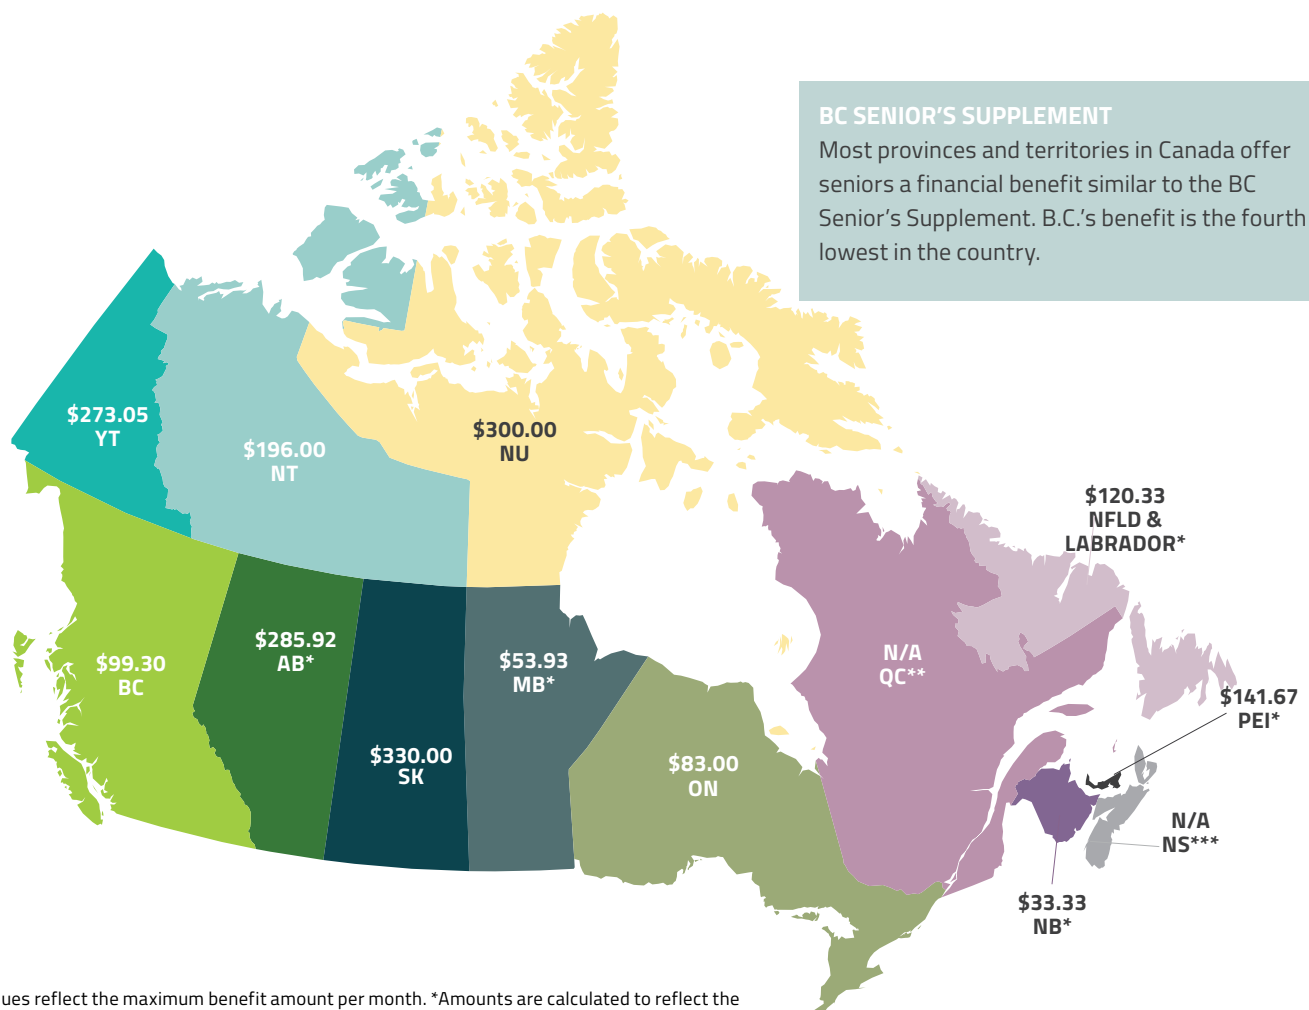 BC SENIOR'S SUPPLEMENT
Most provinces and territories in Canada offer
seniors a financial benefit similar to the BC
Senior's Supplement. B.C.'s benefit is the fourth
lowest in the country.
$273.05
YT
$196.00
NT
$300.00
NU
$120.33
NFLD &
LABRADOR*
$99.30
BC
$285.92
AB*
$330.00
SK
$53.93
MB*
$83.00
ON
N/A
QC**
$141.67
PEI*
N/A
NS***
$33.33
NB*
ues reflect the maximum benefit amount per month. *Amounts are calculated to reflect the